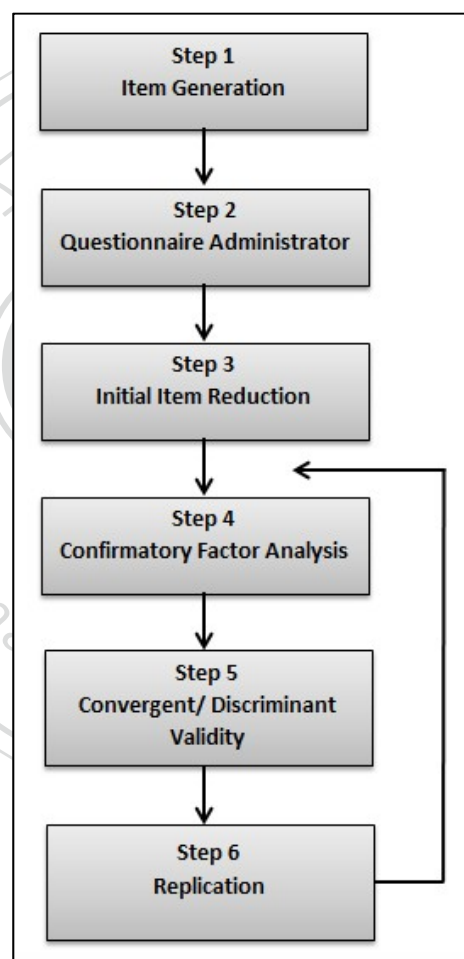 Step 1
Item Generation
Step 2
Questionnaire Administrator
Step 3
Initial Item Reduction
Step 4
Confirmatory Factor Analysis
Step 5
Convergent/ Discriminant
Validity
Step 6
Replication